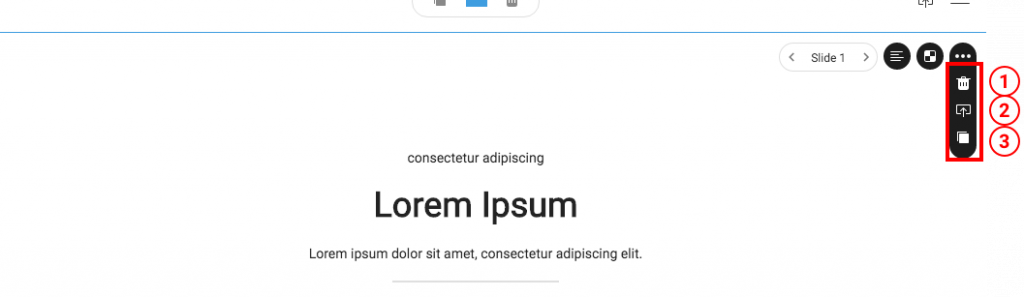 Slide 1
1
2
3
consectetur adipiscing
Lorem Ipsum
Lorem ipsum dolor sit amet, consectetur adipiscing elit.